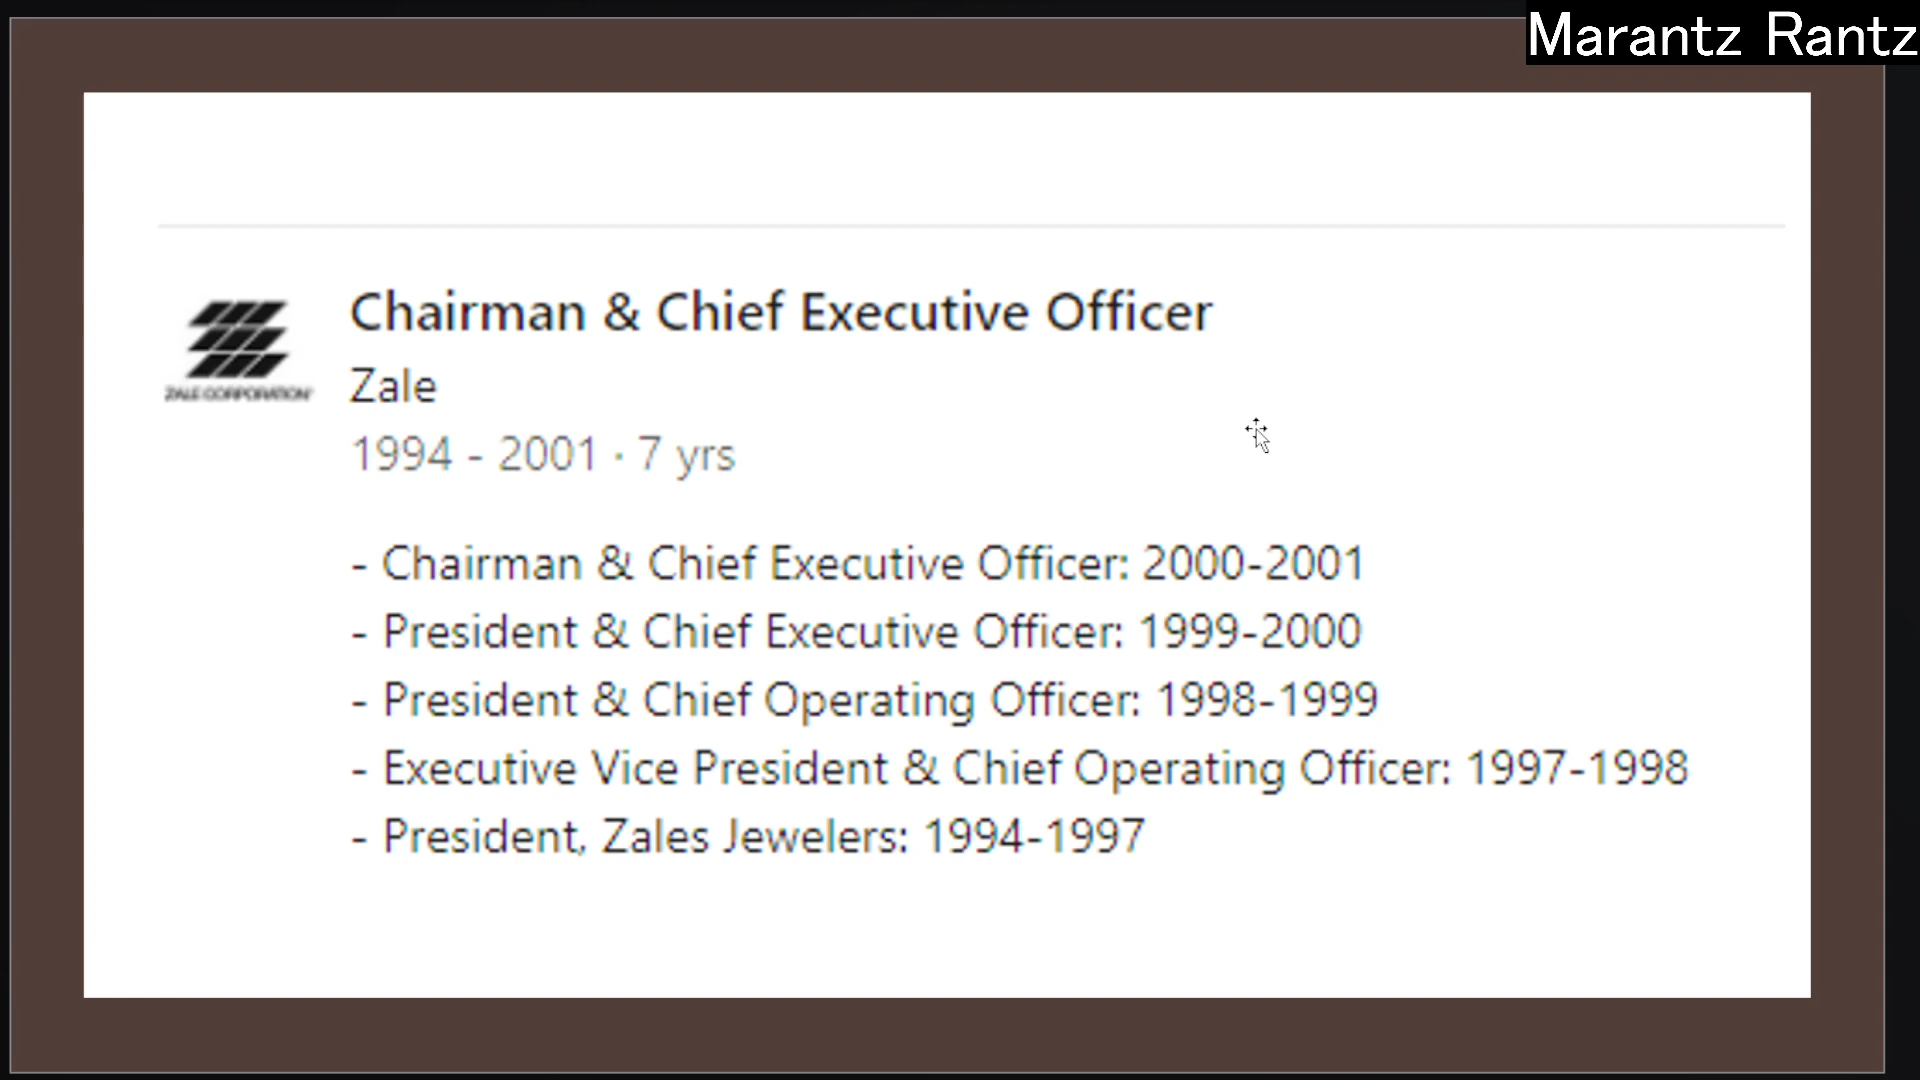 Marantz Rantz
Chairman & Chief Executive Officer
ZALE CORPORATION
Zale
1994 - 2001 · 7 yrs
- Chairman & Chief Executive Officer: 2000-2001
- President & Chief Executive Officer: 1999-2000
- President & Chief Operating Officer: 1998-1999
- Executive Vice President & Chief Operating Officer: 1997-1998
- President, Zales Jewelers: 1994-1997